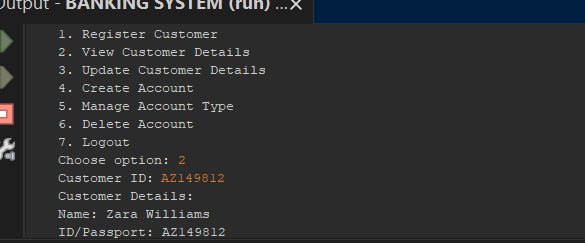 Output - BANKING SYSTEM (run) ...×
1. Register Customer
2. View Customer Details
3. Update Customer Details
4. Create Account
5. Manage Account Type
6. Delete Account
7. Logout
Choose option: 2
Customer ID: AZ149812
Customer Details:
Name: Zara Williams
ID/Passport: AZ149812